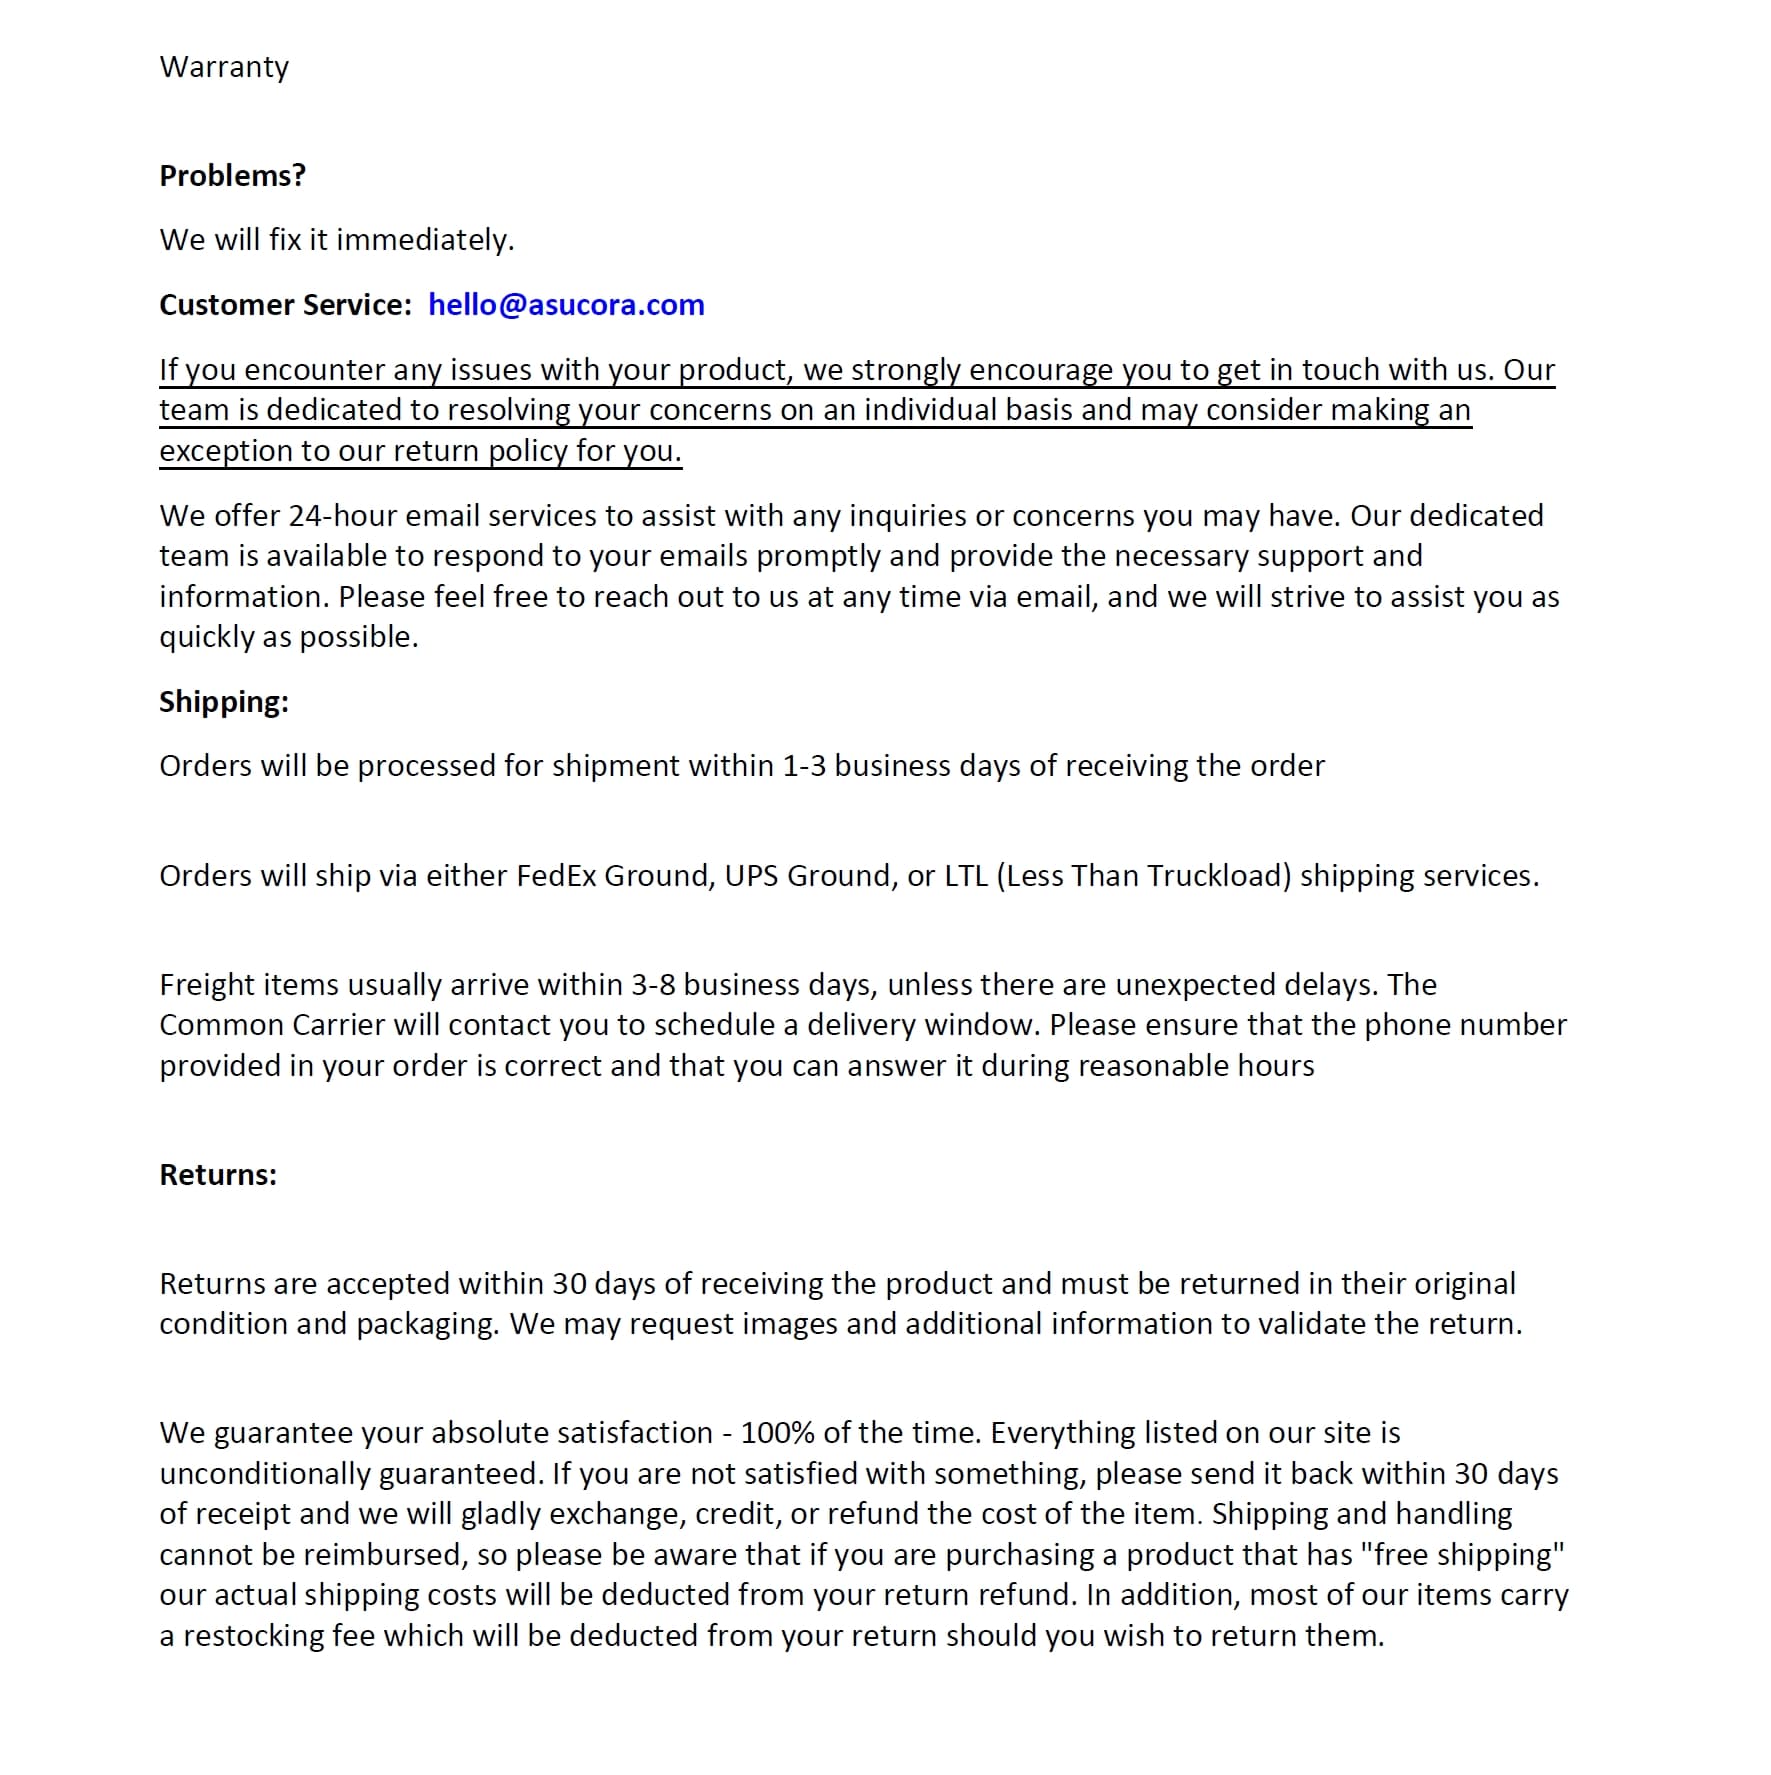 Warranty
Problems?
We will fix it immediately.
Customer Service:  hello@asucora.com
If you encounter any issues with your product, we strongly encourage you to get in touch with us. Our
team is dedicated to resolving your concerns on an individual basis and may consider making an
exception to our return policy for you.
We offer 24-hour email services to assist with any inquiries or concerns you may have. Our dedicated
team is available to respond to your emails promptly and provide the necessary support and
information. Please feel free to reach out to us at any time via email, and we will strive to assist you as
quickly as possible.
Shipping:
Orders will be processed for shipment within 1-3 business days of receiving the order
Orders will ship via either FedEx Ground, UPS Ground, or LTL (Less Than Truckload) shipping services.
Freight items usually arrive within 3-8 business days, unless there are unexpected delays. The
Common Carrier will contact you to schedule a delivery window. Please ensure that the phone number
provided in your order is correct and that you can answer it during reasonable hours
Returns:
Returns are accepted within 30 days of receiving the product and must be returned in their original
condition and packaging. We may request images and additional information to validate the return.
We guarantee your absolute satisfaction - 100% of the time. Everything listed on our site is
unconditionally guaranteed. If you are not satisfied with something, please send it back within 30 days
of receipt and we will gladly exchange, credit, or refund the cost of the item. Shipping and handling
cannot be reimbursed, so please be aware that if you are purchasing a product that has "free shipping"
our actual shipping costs will be deducted from your return refund. In addition, most of our items carry
a restocking fee which will be deducted from your return should you wish to return them.